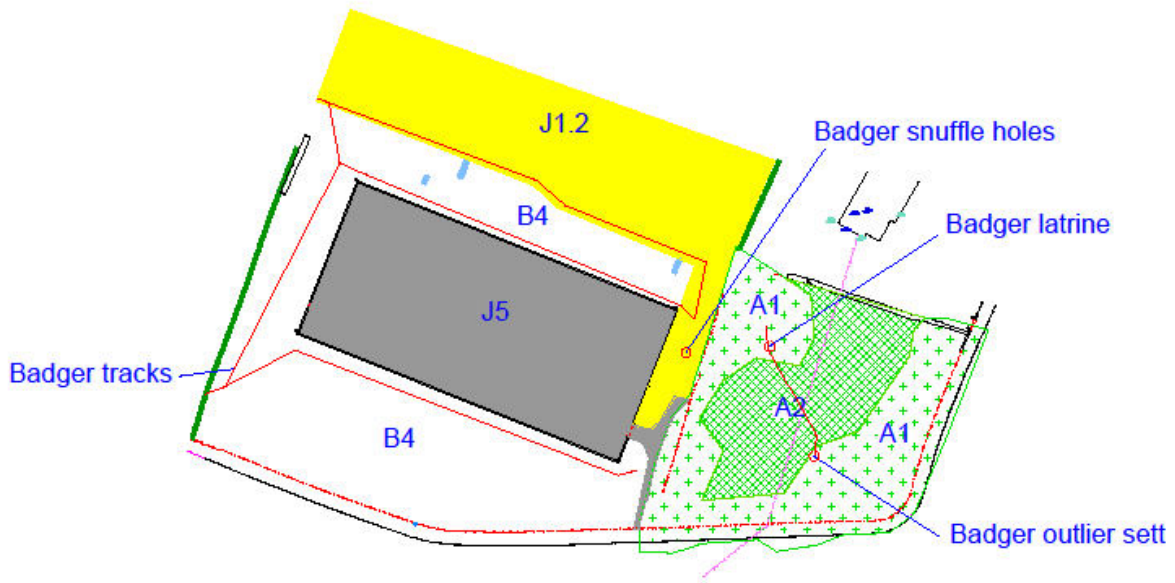 J1.2
Badger snuffle holes
B4
Badger latrine
A1
J5
Badger tracks
A2
B4
A1
Badger outlier sett